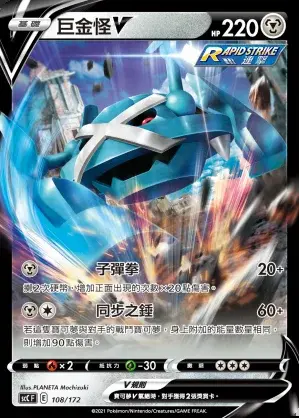 基礎 巨金怪V HP 220
RAPID STRIKE
連擊
子彈拳 20+
擲2次硬幣,增加正面出現的次數×20點傷害。
同步之錘 60+
若這隻寶可夢與對手的戰鬥寶可夢,身上附加的能量數量相同,
則增加90點傷害。
弱點 ×2 抵抗力 -30 撤退
V規則
寶可夢V氣絕時,對手獲得2張獎賞卡。
Illus. PLANETA Mochizuki
SCC F E 108/172
©2021 Pokémon/Nintendo/Creatures/GAME FREAK.